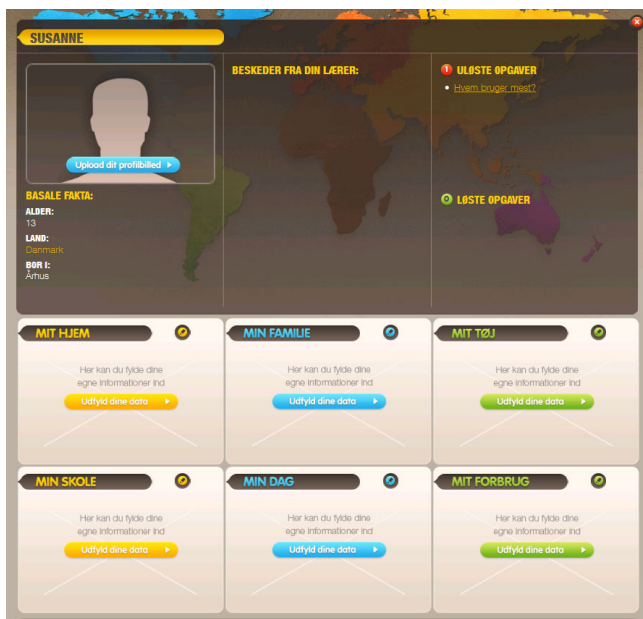 SUSANNE
Upload dit profilbilled
BASALE FAKTA:
ALDER:
13
LAND:
Danmark
BOR I:
Århus
BESKEDER FRA DIN LÆRER:
1 ULØSTE OPGAVER
• Hvem bruger mest?
0 LØSTE OPGAVER
MIT HJEM
Her kan du fylde dine
egne informationer ind
Udfyld dine data
MIN FAMILIE
Her kan du fylde dine
egne informationer ind
Udfyld dine data
MIT TØJ
Her kan du fylde dine
egne informationer ind
Udfyld dine data
MIN SKOLE
Her kan du fylde dine
egne informationer ind
Udfyld dine data
MIN DAG
Her kan du fylde dine
egne informationer ind
Udfyld dine data
MIT FORBRUG
Her kan du fylde dine
egne informationer ind
Udfyld dine data